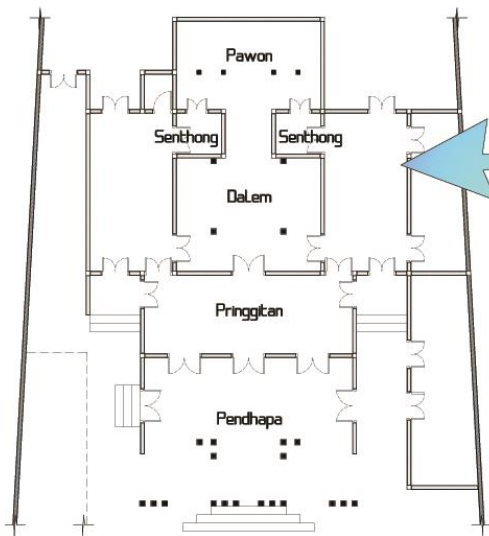 Pawon
Senthong Senthong
Dalem
Pringgitan
Pendhapa